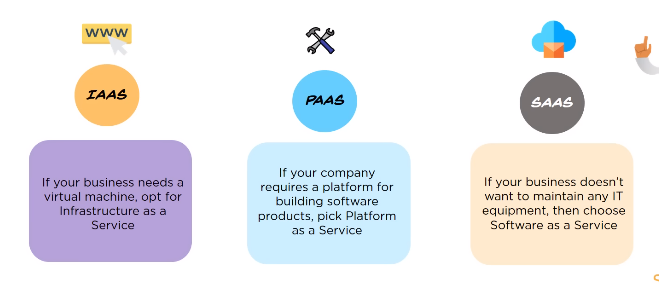 WWW
IAAS
If your business needs a
virtual machine, opt for
Infrastructure as a
Service
PAAS
If your company
requires a platform for
building software
products, pick Platform
as a Service
SAAS
If your business doesn't
want to maintain any IT
equipment, then choose
Software as a Service